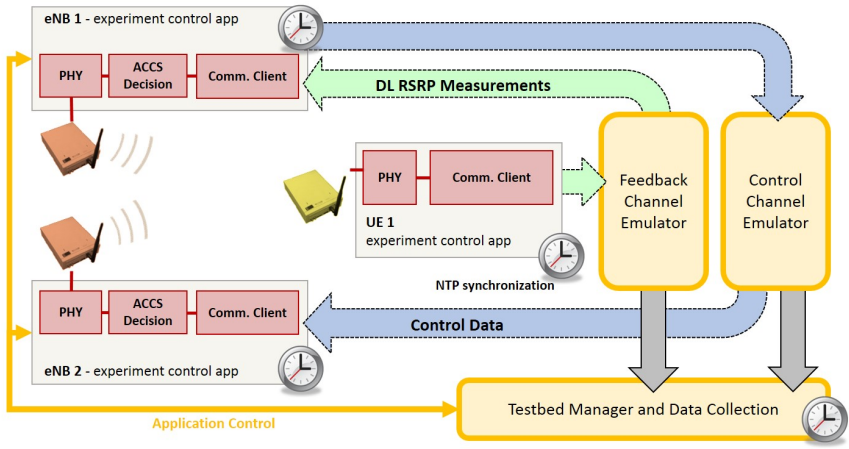 eNB 1 - experiment control app
PHY
ACCS
Decision
Comm. Client
DL RSRP Measurements
PHY
Comm. Client
UE 1
experiment control app
Feedback
Channel
Emulator
Control
Channel
Emulator
NTP synchronization
PHY
ACCS
Decision
Comm. Client
Control Data
eNB 2 - experiment control app
Testbed Manager and Data Collection
Application Control